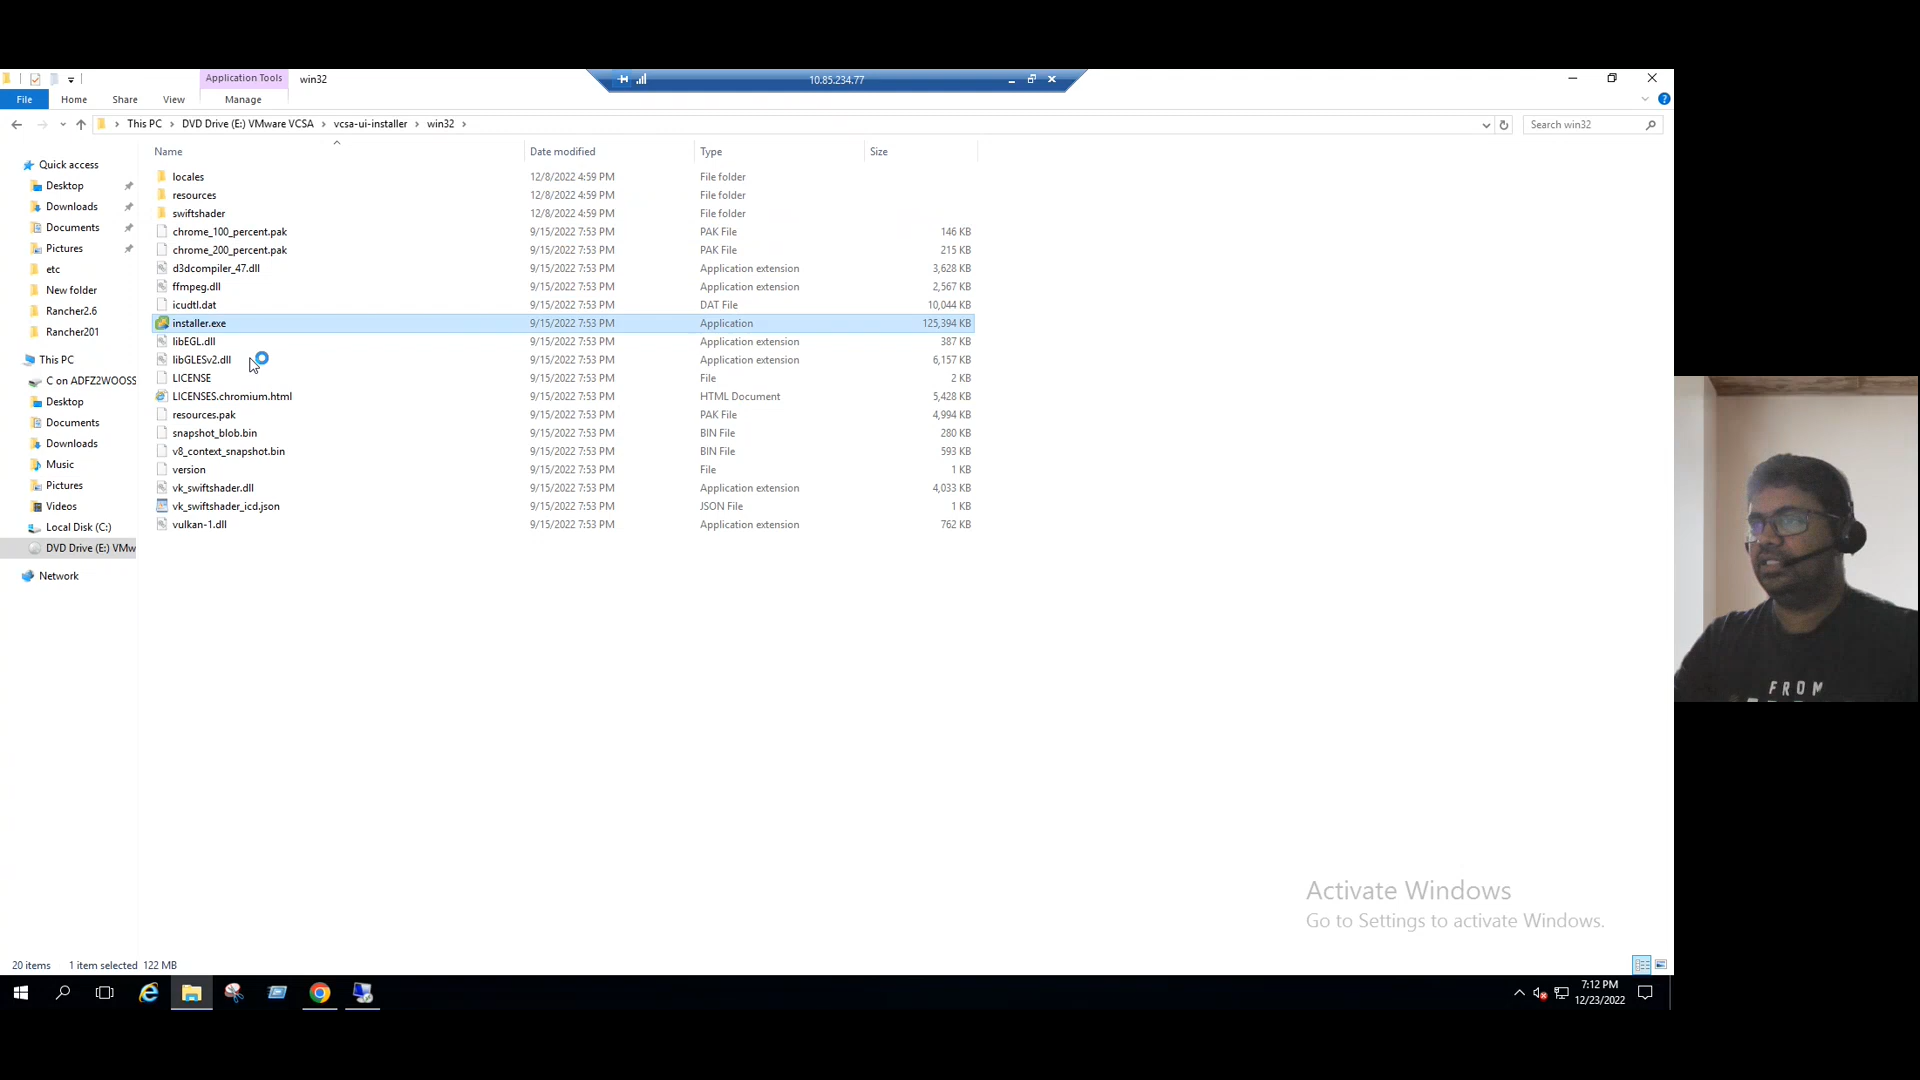 Application Tools
win32
10.85.234.77
File
Home
Share
View
Manage
This PC
DVD Drive (E:) VMware VCSA
vcsa-ui-installer
win32
Search win32
Name
Date modified
Type
Size
Quick access
Desktop
Downloads
Documents
Pictures
etc
New folder
Rancher2.6
Rancher201
This PC
C on ADFZ2WOOSS
Desktop
Documents
Downloads
Music
Pictures
Videos
Local Disk (C:)
DVD Drive (E:) VMw
Network
locales 12/8/2022 4:59 PM File folder
resources 12/8/2022 4:59 PM File folder
swiftshader 12/8/2022 4:59 PM File folder
chrome_100_percent.pak 9/15/2022 7:53 PM PAK File 146 KB
chrome_200_percent.pak 9/15/2022 7:53 PM PAK File 215 KB
d3dcompiler_47.dll 9/15/2022 7:53 PM Application extension 3,628 KB
ffmpeg.dll 9/15/2022 7:53 PM Application extension 2,567 KB
icudtl.dat 9/15/2022 7:53 PM DAT File 10,044 KB
installer.exe 9/15/2022 7:53 PM Application 125,394 KB
libEGL.dll 9/15/2022 7:53 PM Application extension 387 KB
libGLESv2.dll 9/15/2022 7:53 PM Application extension 6,157 KB
LICENSE 9/15/2022 7:53 PM File 2 KB
LICENSES.chromium.html 9/15/2022 7:53 PM HTML Document 5,428 KB
resources.pak 9/15/2022 7:53 PM PAK File 4,994 KB
snapshot_blob.bin 9/15/2022 7:53 PM BIN File 280 KB
v8_context_snapshot.bin 9/15/2022 7:53 PM BIN File 593 KB
version 9/15/2022 7:53 PM File 1 KB
vk_swiftshader.dll 9/15/2022 7:53 PM Application extension 4,033 KB
vk_swiftshader_icd.json 9/15/2022 7:53 PM JSON File 1 KB
vulkan-1.dll 9/15/2022 7:53 PM Application extension 762 KB
FROM
Activate Windows
Go to Settings to activate Windows.
20 items 1 item selected 122 MB
7:12 PM
12/23/2022